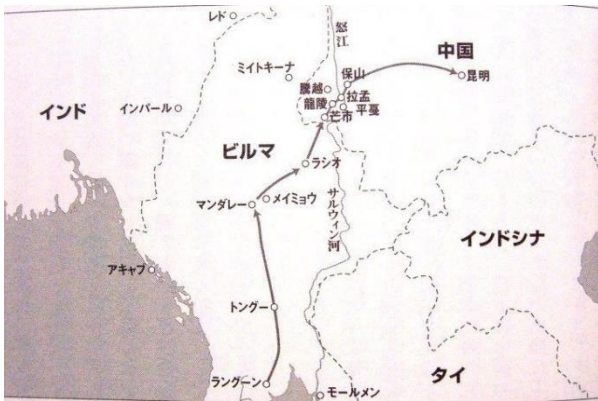 レド
怒江
中国
ミイトキーナ
保山
昆明
騰越
拉孟
インド
インパール
龍陵
平戞
芒市
ビルマ
ラシオ
メイミョウ
マンダレー
サルウィン河
インドシナ
アキャブ
トングー
タイ
ラングーン
モールメン